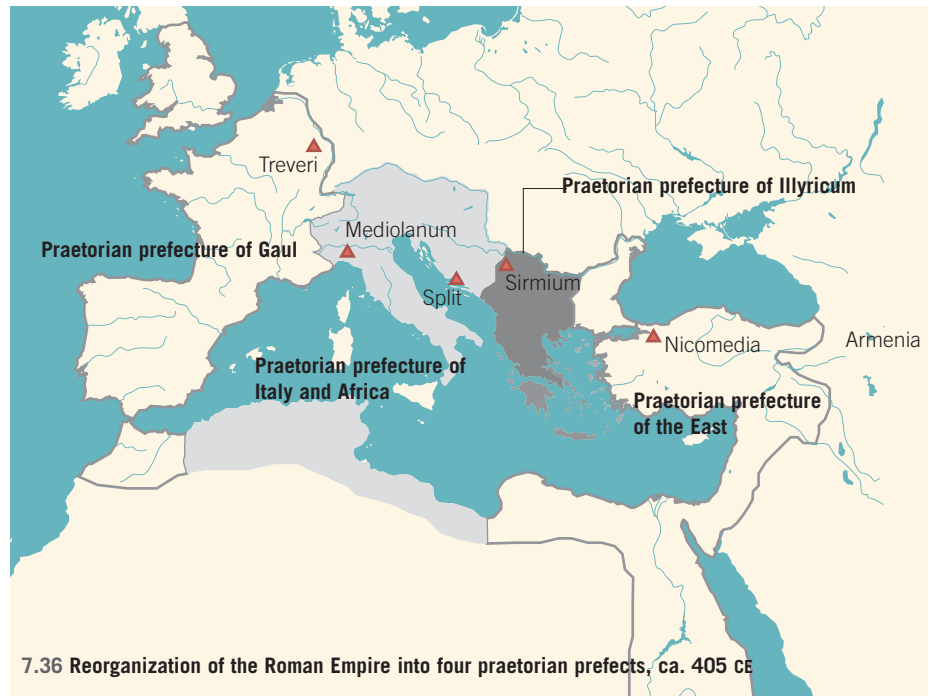 Treveri
Praetorian prefecture of Illyricum
Mediolanum
Praetorian prefecture of Gaul
Sirmium
Split
Nicomedia
Armenia
Praetorian prefecture of
Italy and Africa
Praetorian prefecture
of the East
7.36 Reorganization of the Roman Empire into four praetorian prefects, ca. 405 CE